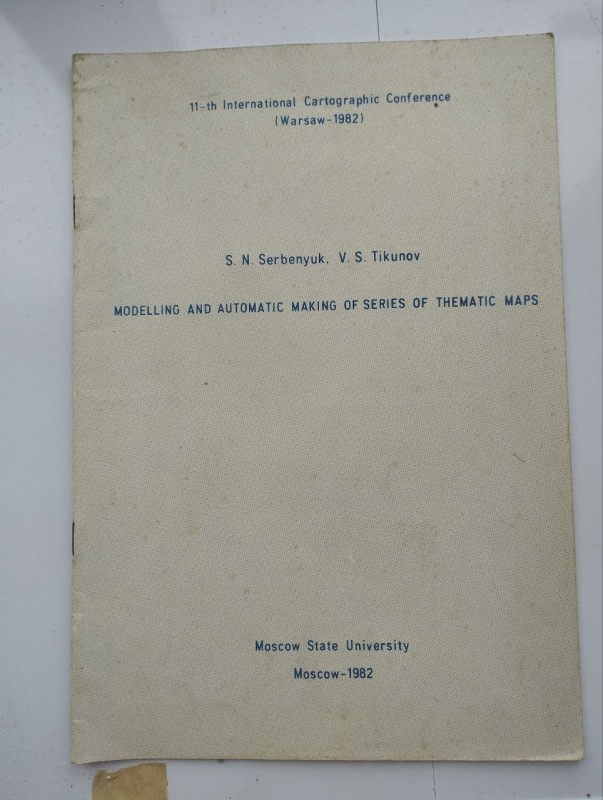 11-th International Cartographic Conference
(Warsaw-1982)
S. N. Serbenyuk, V. S. Tikunov
MODELLING AND AUTOMATIC MAKING OF SERIES OF THEMATIC MAPS
Moscow State University
Moscow-1982